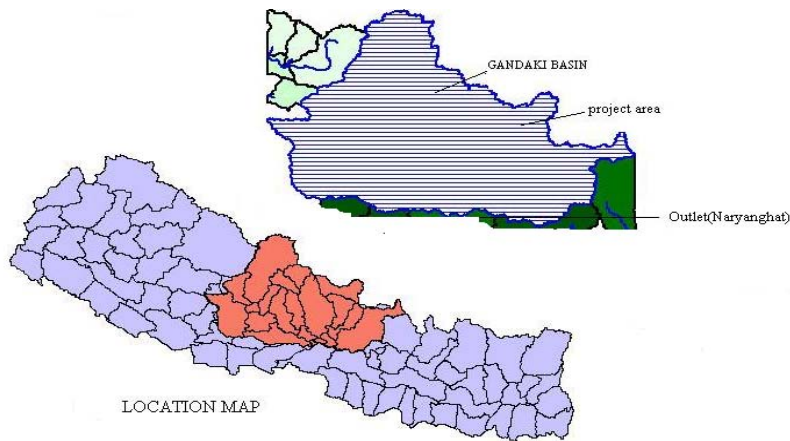 GANDAKI BASIN
project area
Outlet(Naryanghat)
LOCATION MAP